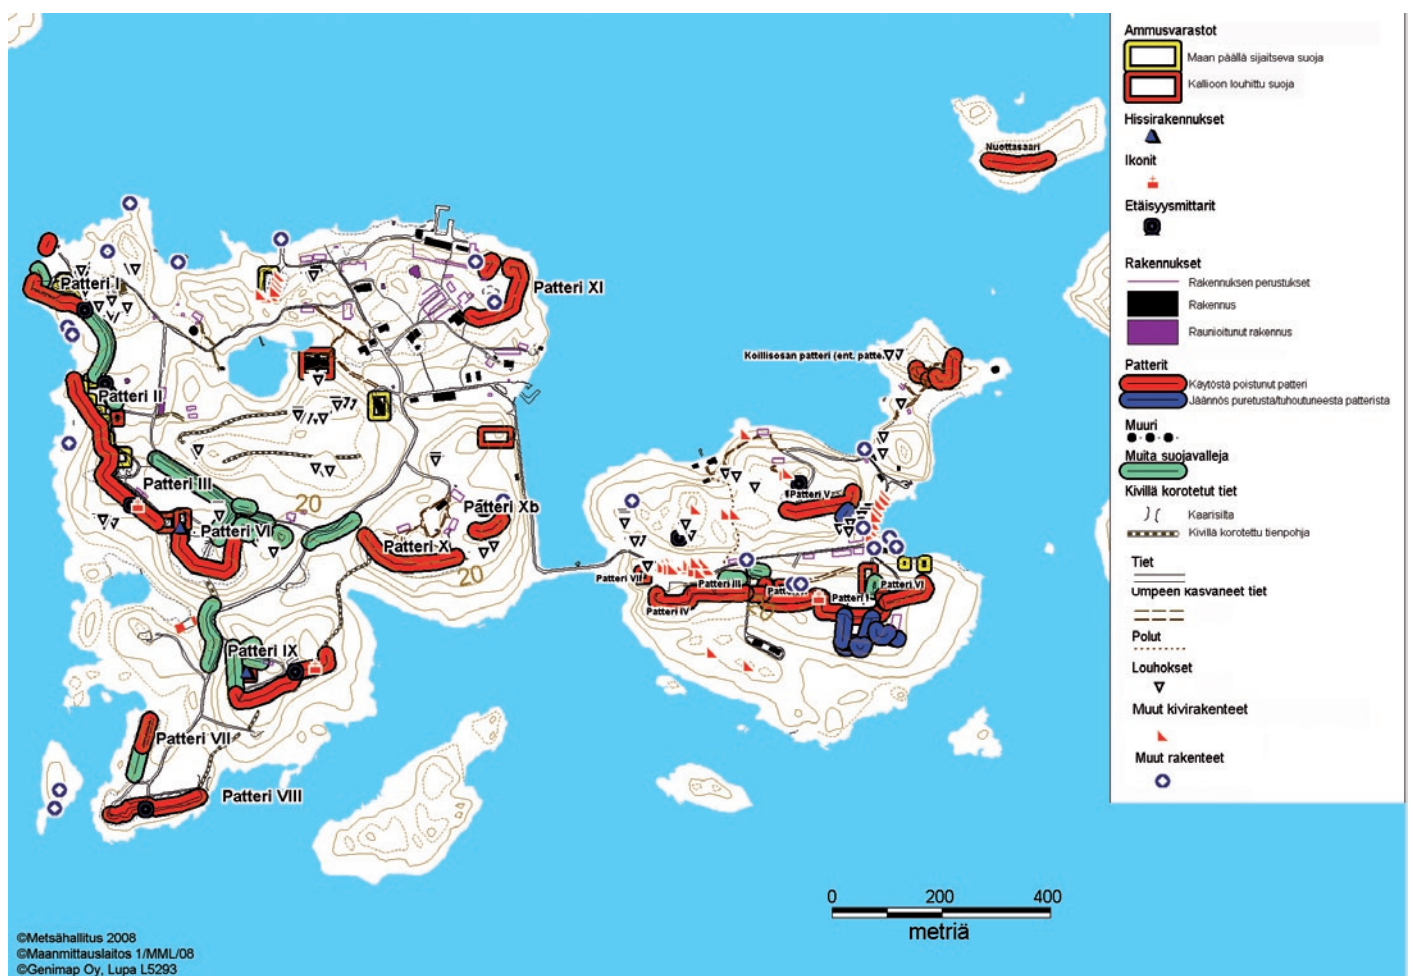 Ammusvarastot
Maan päällä sijaitseva suoja
Kallioon louhittu suoja
Hissirakennukset
Ikonit
Etäisyysmittarit
Rakennukset
Rakennuksen perustukset
Rakennus
Raunioitunut rakennus
Patterit
Käytöstä poistunut patteri
Jäännös puretusta/tuhoutuneesta patterista
Muuri
Muita suojavalleja
Kivillä korotetut tiet
Kaarisilta
Kivillä korotettu tienpohja
Tiet
Umpeen kasvaneet tiet
Polut
Louhokset
Muut kivirakenteet
Muut rakenteet
Nuottasaari
Patteri I
Patteri XI
Koillisosan patteri (ent. patte
Patteri II
Patteri III
20
Patteri V
Patteri Xb
Patteri VI
Patteri X
20
Patteri VII
Patteri III
Patteri VI
Patteri I
Patteri IV
Patteri IX
Patteri VII
Patteri VIII
0 200 400
metriä
©Metsähallitus 2008
©Maanmittauslaitos 1/MML/08
©Genimap Oy, Lupa L5293